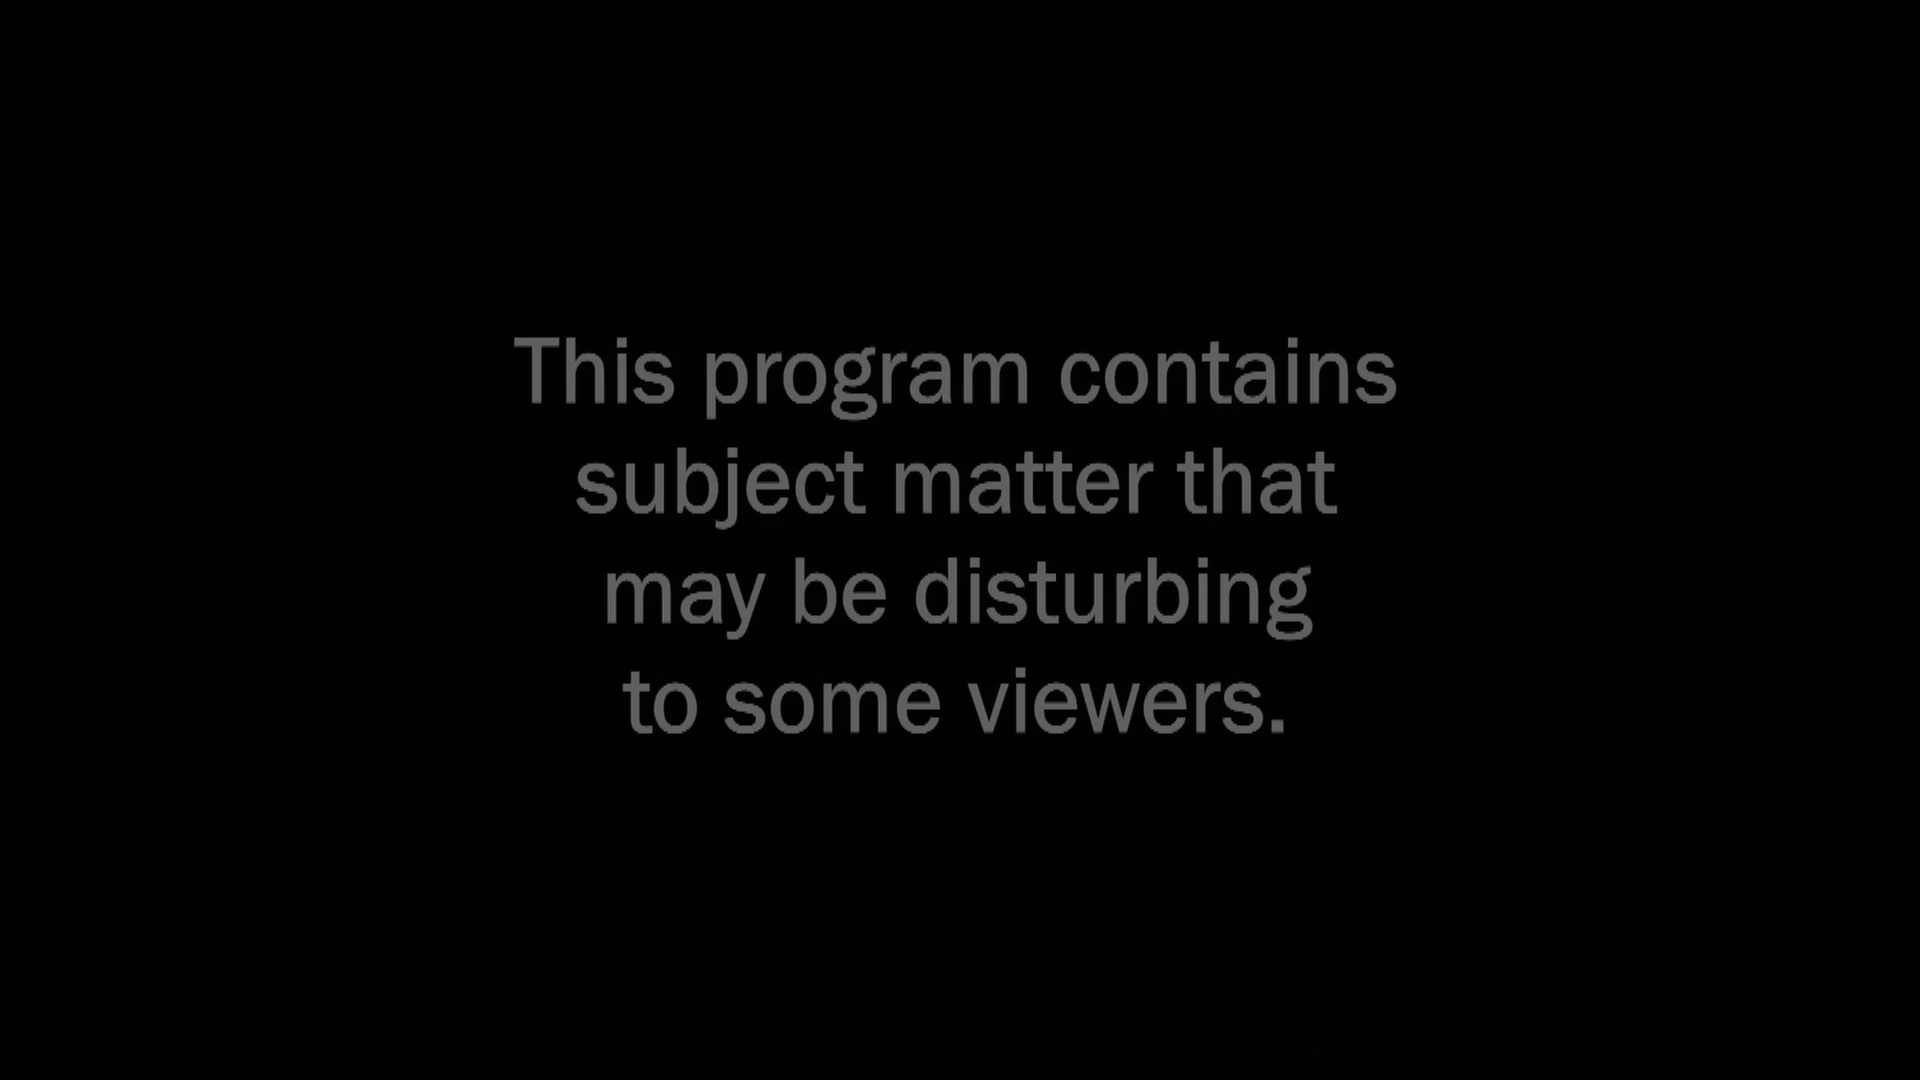 This program contains
subject matter that
may be disturbing
to some viewers.